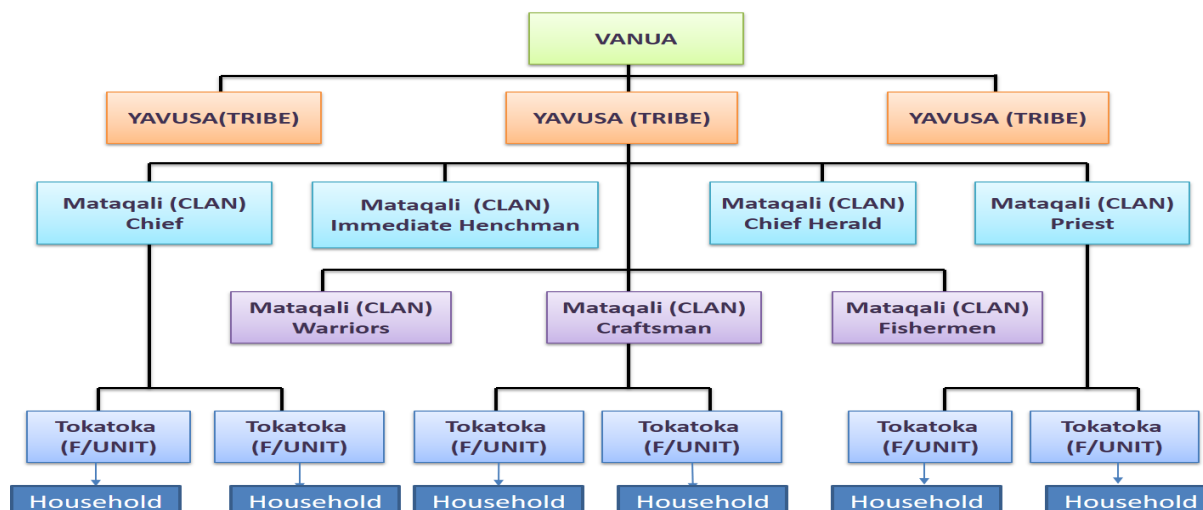 VANUA
YAVUSA(TRIBE)
YAVUSA (TRIBE)
YAVUSA (TRIBE)
Mataqali (CLAN)
Chief
Mataqali (CLAN)
Immediate Henchman
Mataqali (CLAN)
Chief Herald
Mataqali (CLAN)
Priest
Mataqali (CLAN)
Warriors
Mataqali (CLAN)
Craftsman
Mataqali (CLAN)
Fishermen
Tokatoka
(F/UNIT)
Tokatoka
(F/UNIT)
Tokatoka
(F/UNIT)
Tokatoka
(F/UNIT)
Tokatoka
(F/UNIT)
Tokatoka
(F/UNIT)
Household
Household
Household
Household
Household
Household